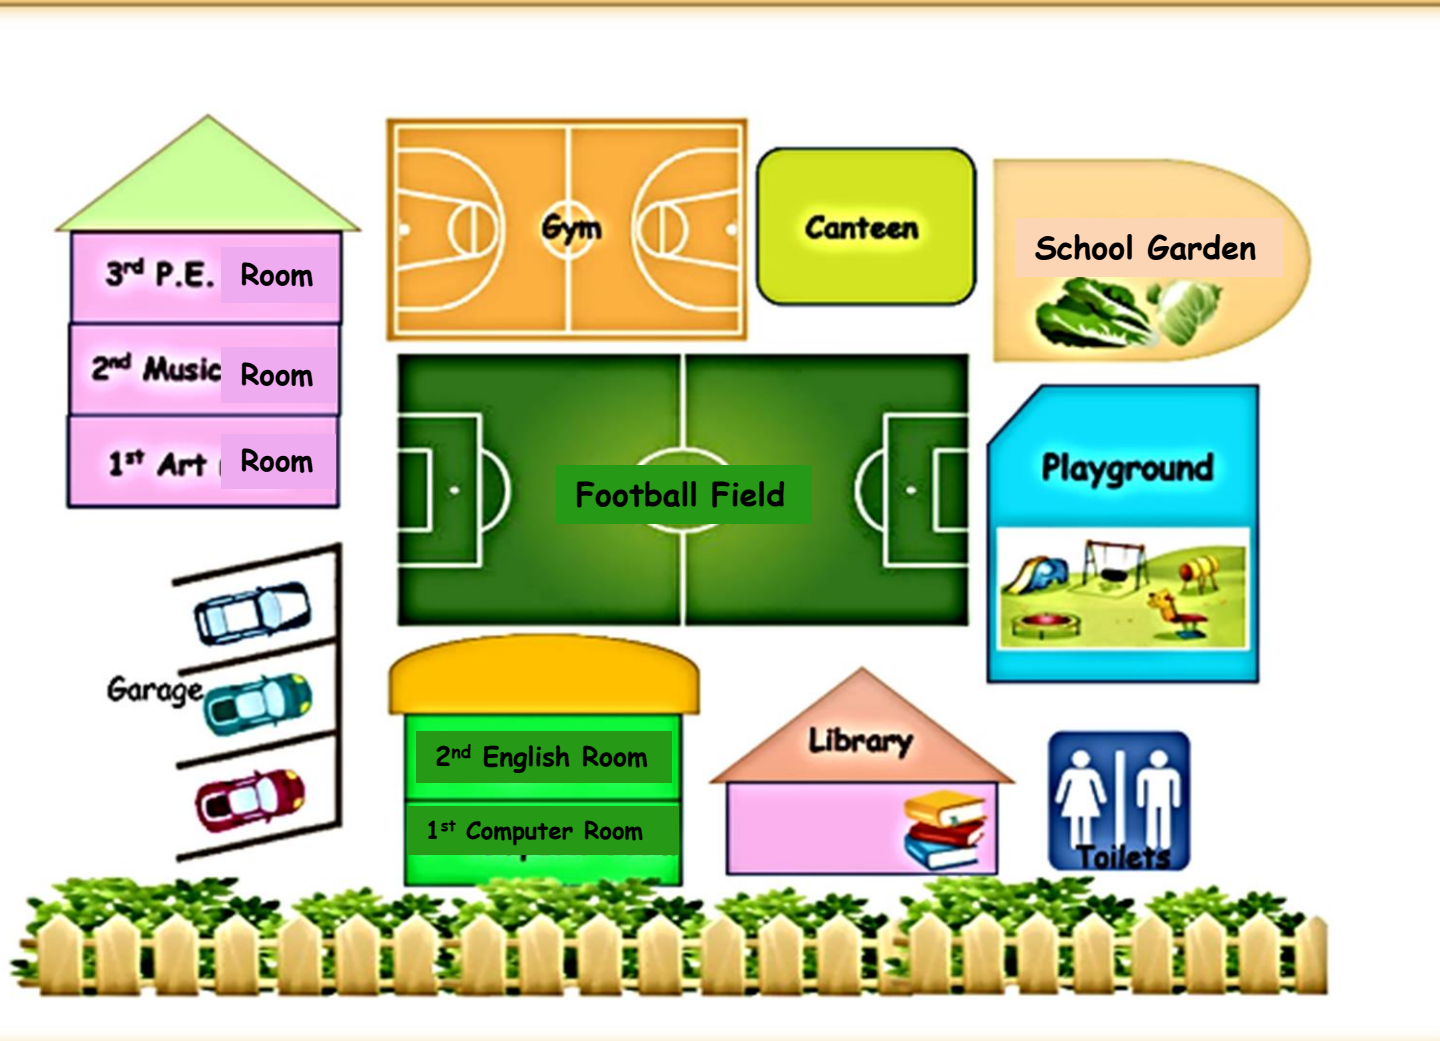 Gym
Canteen
School Garden
3rd P.E. Room
2nd Music Room
1st Art Room
Football Field
Playground
Garage
2nd English Room
1st Computer Room
Library
Toilets